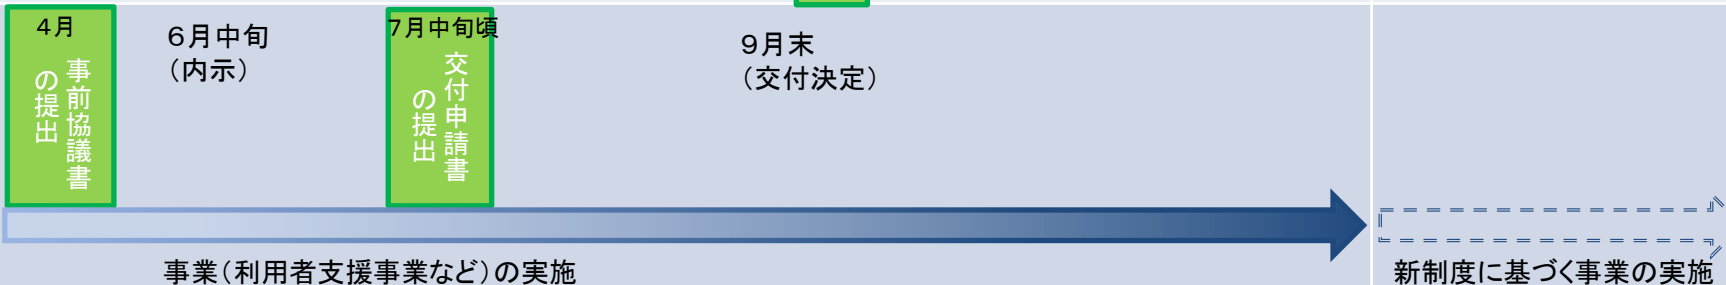 4月
事前協議書
の提出
6月中旬
(内示)
7月中旬頃
交付申請書
の提出
9月末
(交付決定)
事業(利用者支援事業など)の実施
新制度に基づく事業の実施